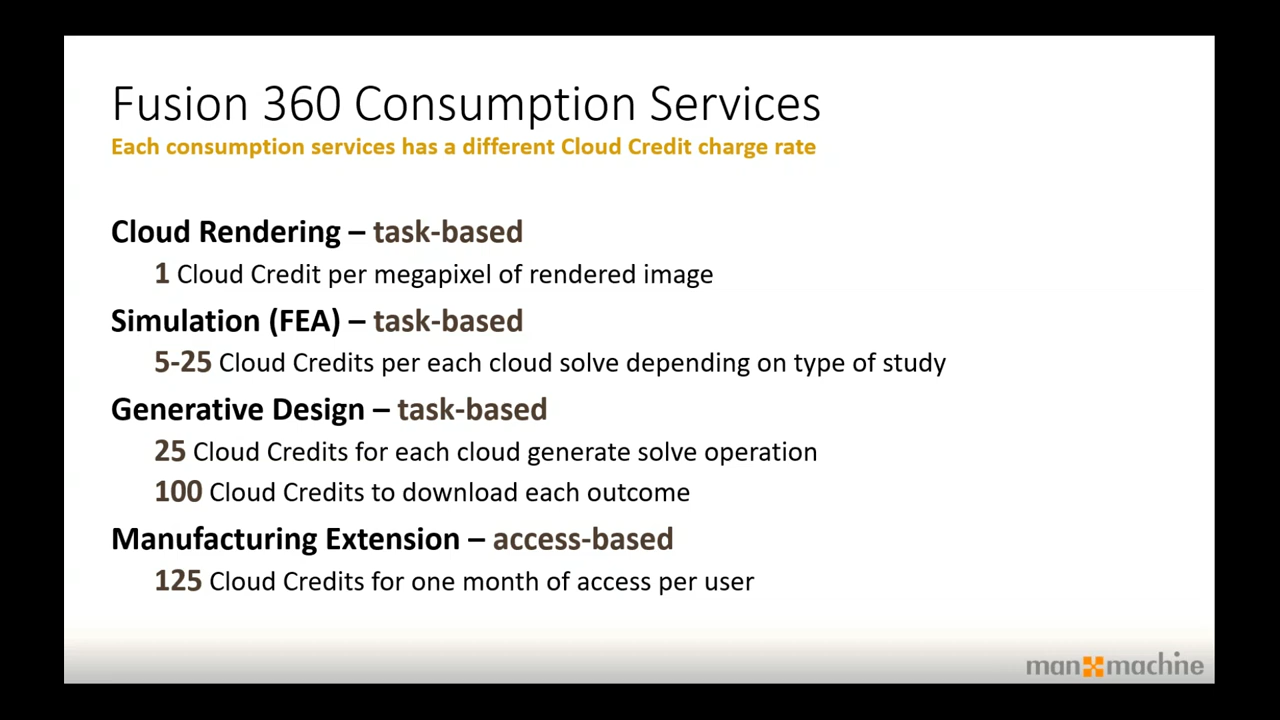 Fusion 360 Consumption Services
Each consumption services has a different Cloud Credit charge rate
Cloud Rendering – task-based
1 Cloud Credit per megapixel of rendered image
Simulation (FEA) – task-based
5-25 Cloud Credits per each cloud solve depending on type of study
Generative Design – task-based
25 Cloud Credits for each cloud generate solve operation
100 Cloud Credits to download each outcome
Manufacturing Extension – access-based
125 Cloud Credits for one month of access per user
man machine